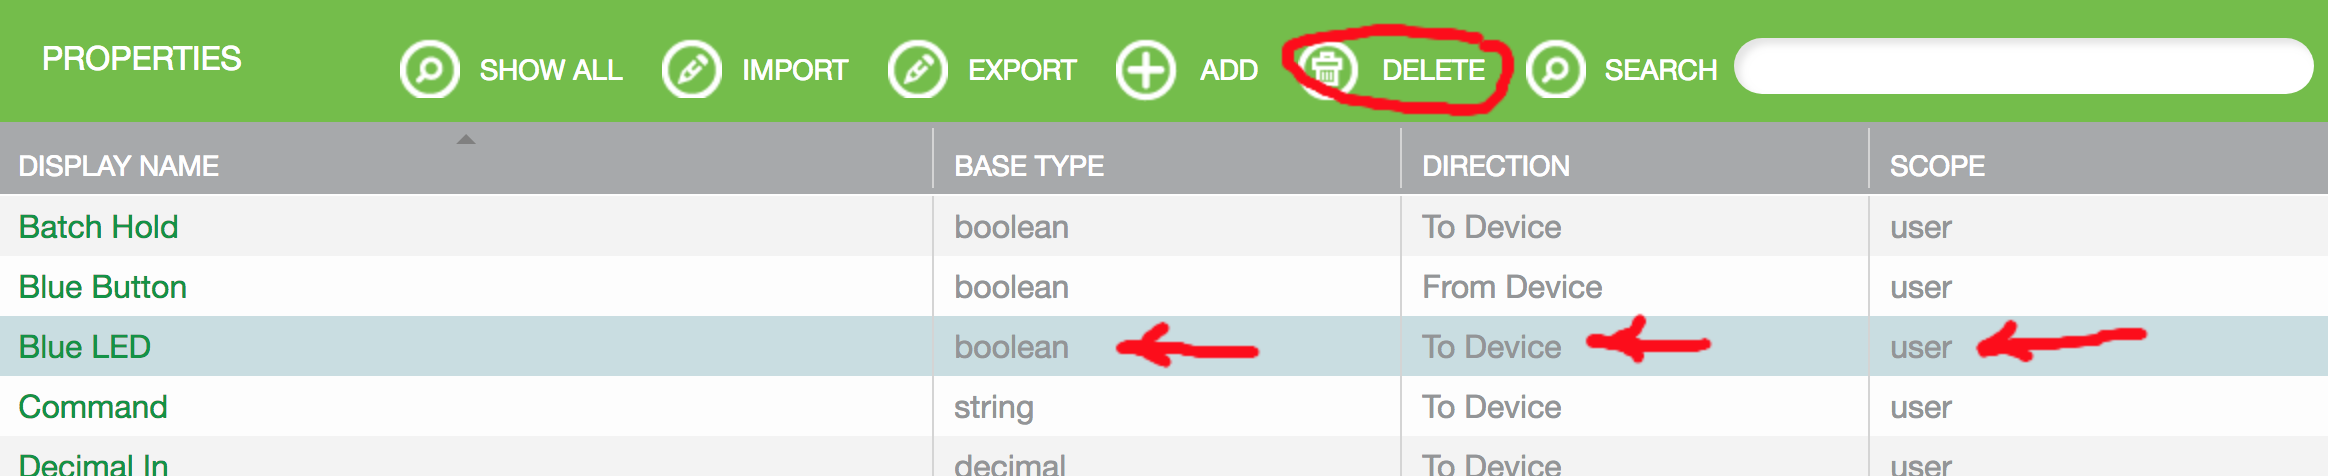 PROPERTIES SHOW ALL IMPORT EXPORT ADD DELETE SEARCH
DISPLAY NAME BASE TYPE DIRECTION SCOPE
Batch Hold boolean To Device user
Blue Button boolean From Device user
Blue LED boolean To Device user
Command string To Device user
Decimal In decimal To Device user